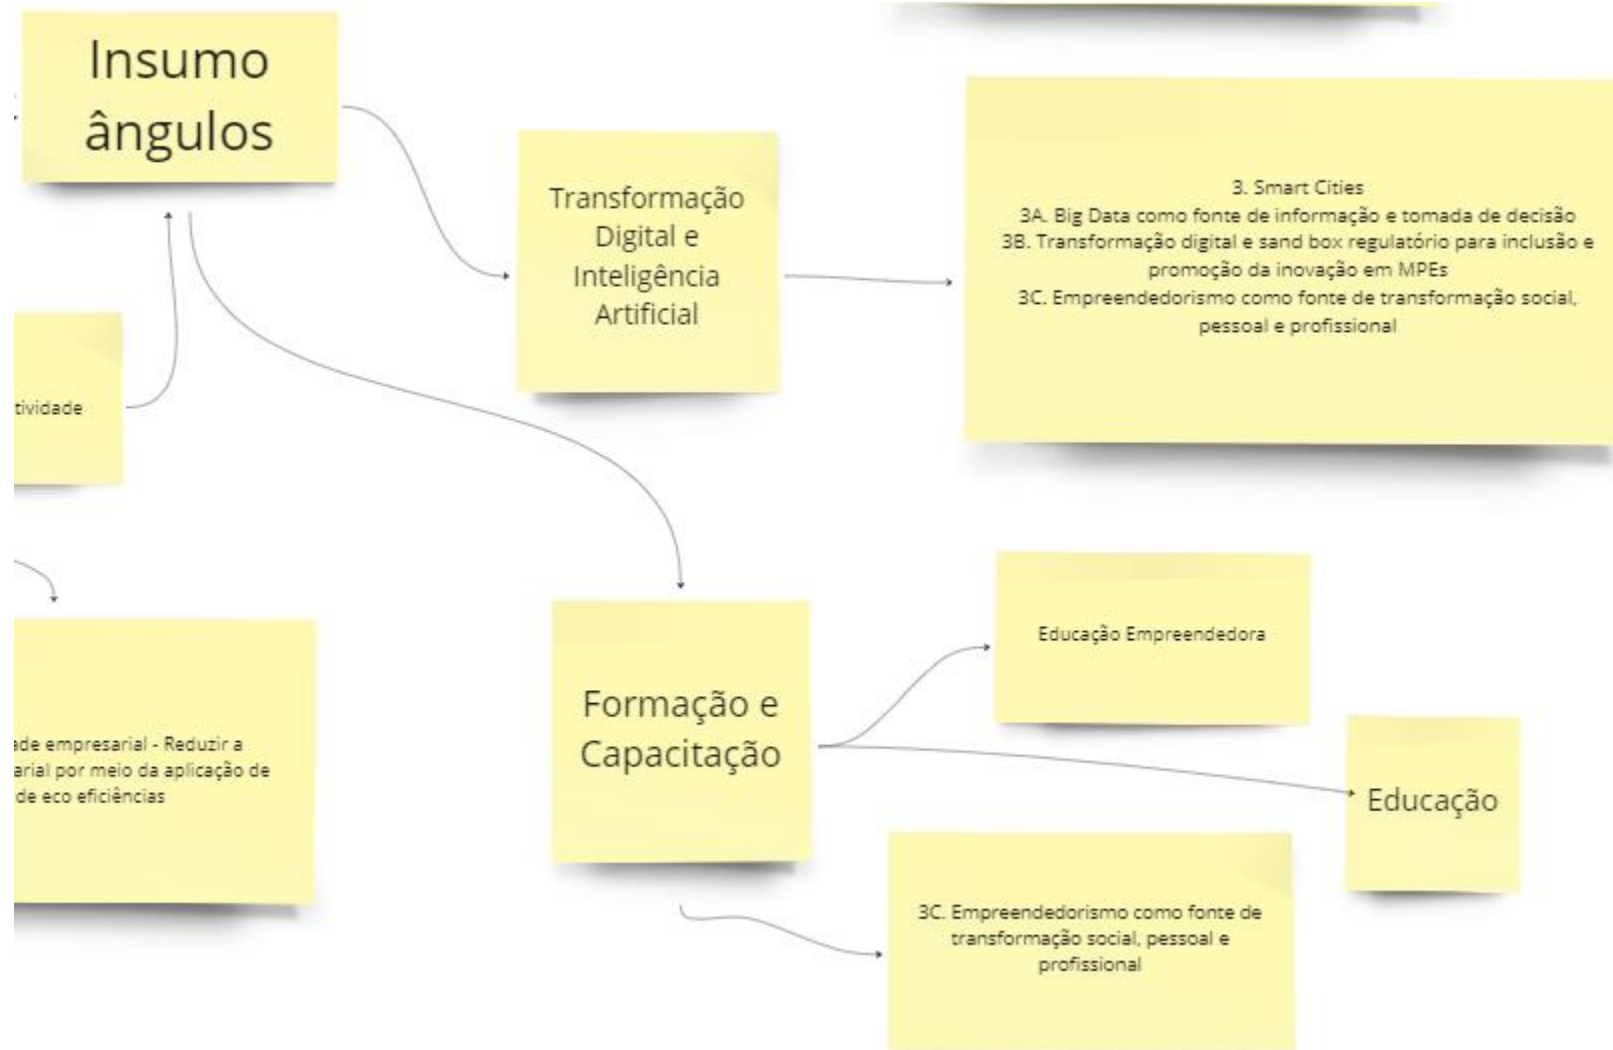 Insumo
ângulos
Transformação
Digital e
Inteligência
Artificial
3. Smart Cities
3A. Big Data como fonte de informação e tomada de decisão
3B. Transformação digital e sand box regulatório para inclusão e
promoção da inovação em MPEs
3C. Empreendedorismo como fonte de transformação social,
pessoal e profissional
tividade
ade empresarial - Reduzir a
arial por meio da aplicação de
de eco eficiências
Formação e
Capacitação
Educação Empreendedora
Educação
3C. Empreendedorismo como fonte de
transformação social, pessoal e
profissional